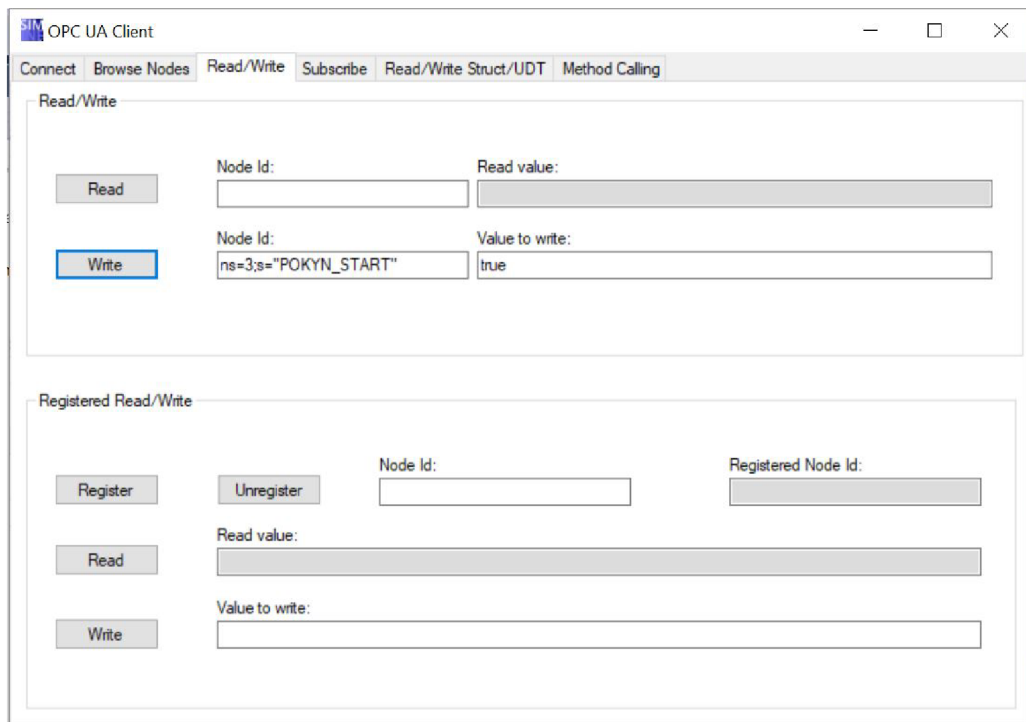 SIM OPC UA Client
Connect Browse Nodes Read/Write Subscribe Read/Write Struct/UDT Method Calling
Read/Write
Node Id: Read value:
Read
Node Id: Value to write:
Write ns=3;s="POKYN_START" true
Registered Read/Write
Node Id: Registered Node Id:
Register Unregister
Read value:
Read
Value to write:
Write